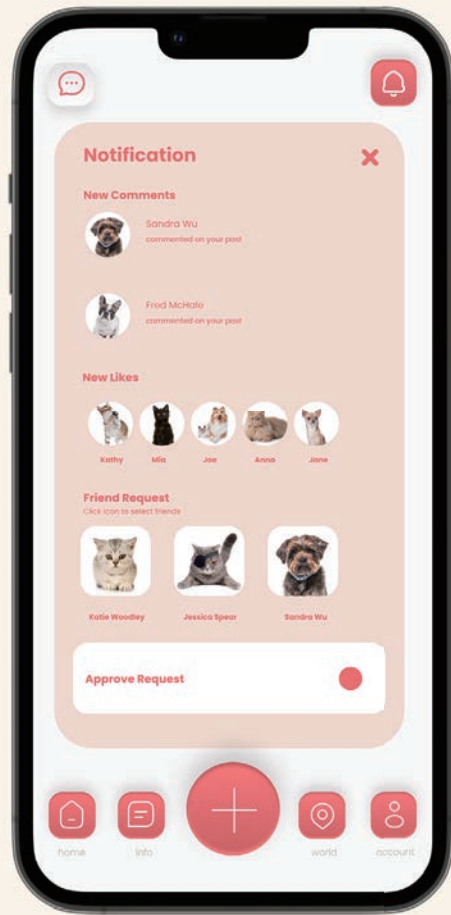 Notification
New Comments
Sandra Wu
commented on your post
Fred McHale
commented on your post
New Likes
Kathy Mia Joe Anna Jane
Friend Request
Click icon to select friends
Katie Woodley Jessica Spear Sandra Wu
Approve Request
home info world account